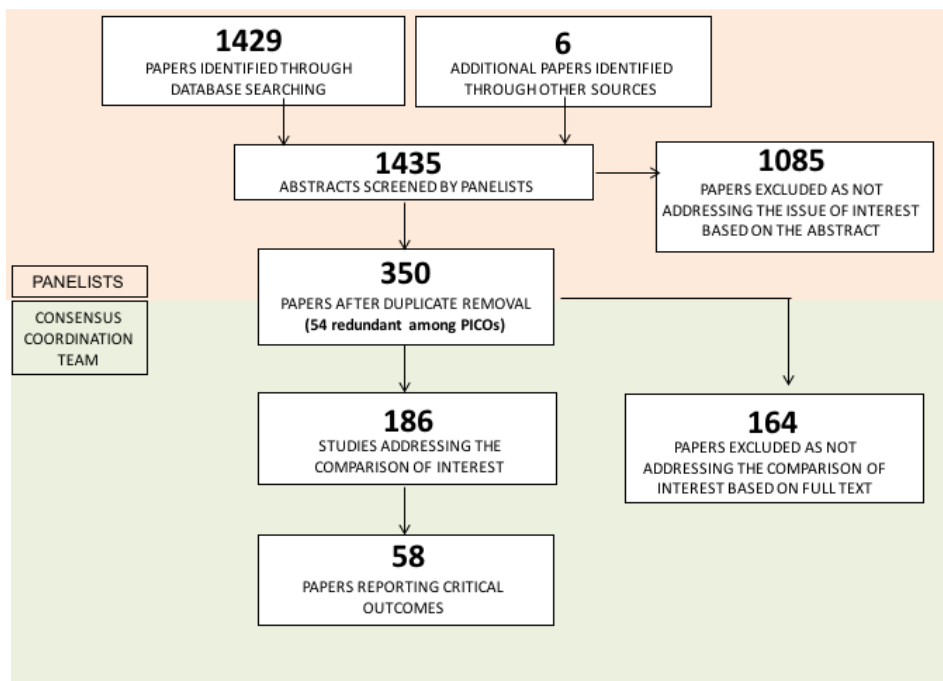 1429
PAPERS IDENTIFIED THROUGH
DATABASE SEARCHING
6
ADDITIONAL PAPERS IDENTIFIED
THROUGH OTHER SOURCES
1435
ABSTRACTS SCREENED BY PANELISTS
1085
PAPERS EXCLUDED AS NOT
ADDRESSING THE ISSUE OF INTEREST
BASED ON THE ABSTRACT
350
PAPERS AFTER DUPLICATE REMOVAL
(54 redundant among PICOs)
PANELISTS
CONSENSUS
COORDINATION
TEAM
186
STUDIES ADDRESSING THE
COMPARISON OF INTEREST
164
PAPERS EXCLUDED AS NOT
ADDRESSING THE COMPARISON OF
INTEREST BASED ON FULL TEXT
58
PAPERS REPORTING CRITICAL
OUTCOMES